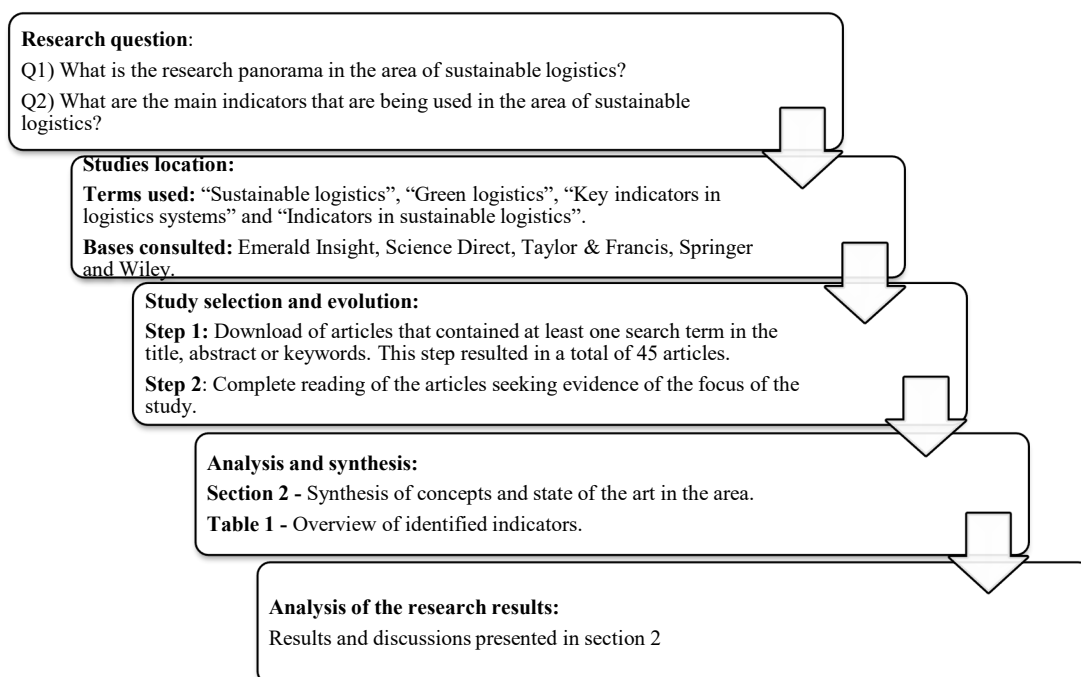 Research question:
Q1) What is the research panorama in the area of sustainable logistics?
Q2) What are the main indicators that are being used in the area of sustainable
logistics?
Studies location:
Terms used: “Sustainable logistics”, “Green logistics”, “Key indicators in
logistics systems” and “Indicators in sustainable logistics”.
Bases consulted: Emerald Insight, Science Direct, Taylor & Francis, Springer
and Wiley.
Study selection and evolution:
Step 1: Download of articles that contained at least one search term in the
title, abstract or keywords. This step resulted in a total of 45 articles.
Step 2: Complete reading of the articles seeking evidence of the focus of the
study.
Analysis and synthesis:
Section 2 - Synthesis of concepts and state of the art in the area.
Table 1 - Overview of identified indicators.
Analysis of the research results:
Results and discussions presented in section 2